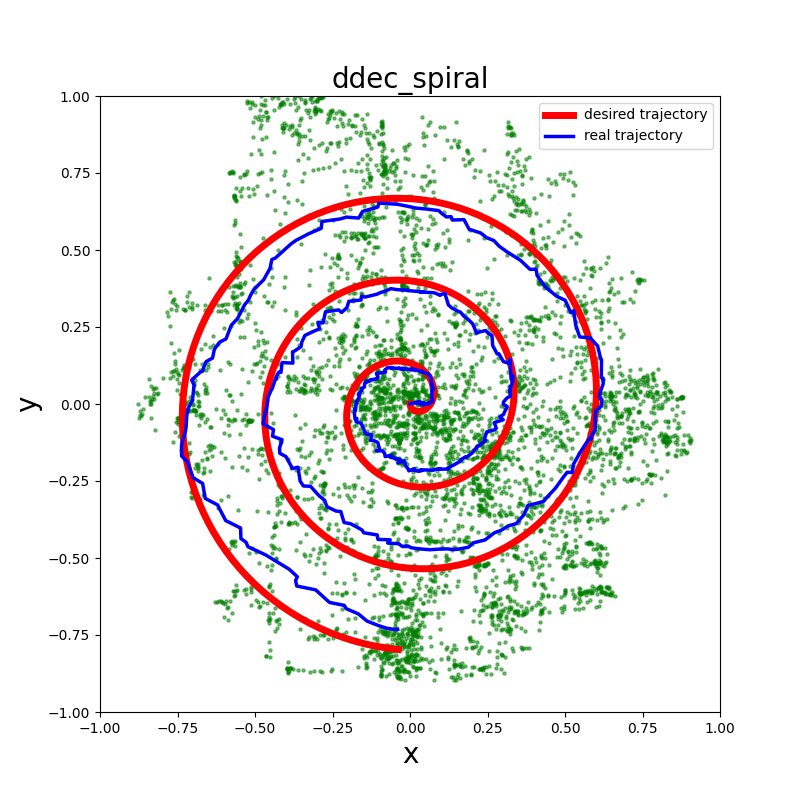 ddec_spiral
desired trajectory
real trajectory
1.00
0.75
0.50
0.25
0.00
−0.25
−0.50
−0.75
−1.00
y
−1.00 −0.75 −0.50 −0.25 0.00 0.25 0.50 0.75 1.00
x